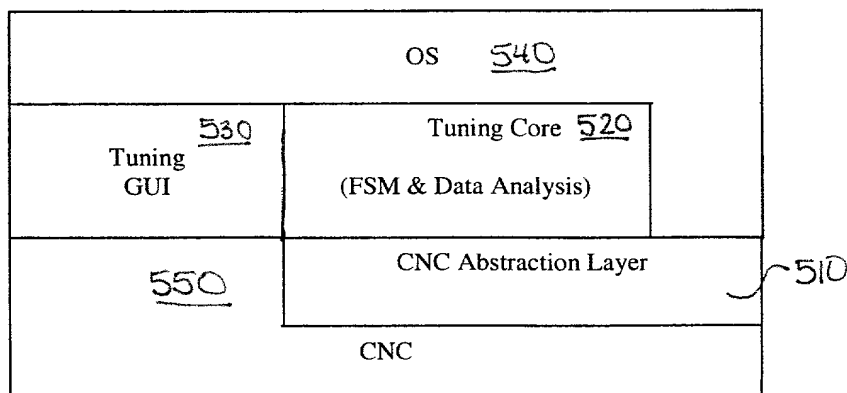 OS 540
530
Tuning
GUI
Tuning Core 520
(FSM & Data Analysis)
CNC Abstraction Layer
510
550
CNC